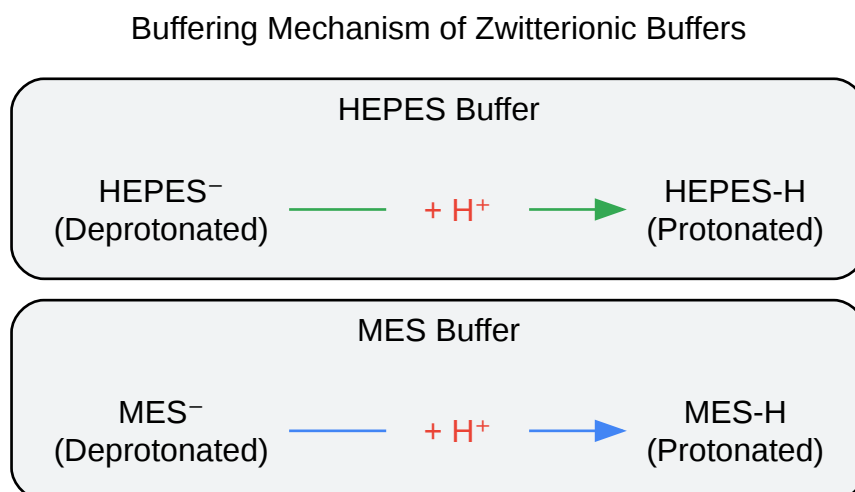 Buffering Mechanism of Zwitterionic Buffers
HEPES Buffer
HEPES⁻
(Deprotonated)
+ H⁺
HEPES-H
(Protonated)
MES Buffer
MES⁻
(Deprotonated)
+ H⁺
MES-H
(Protonated)